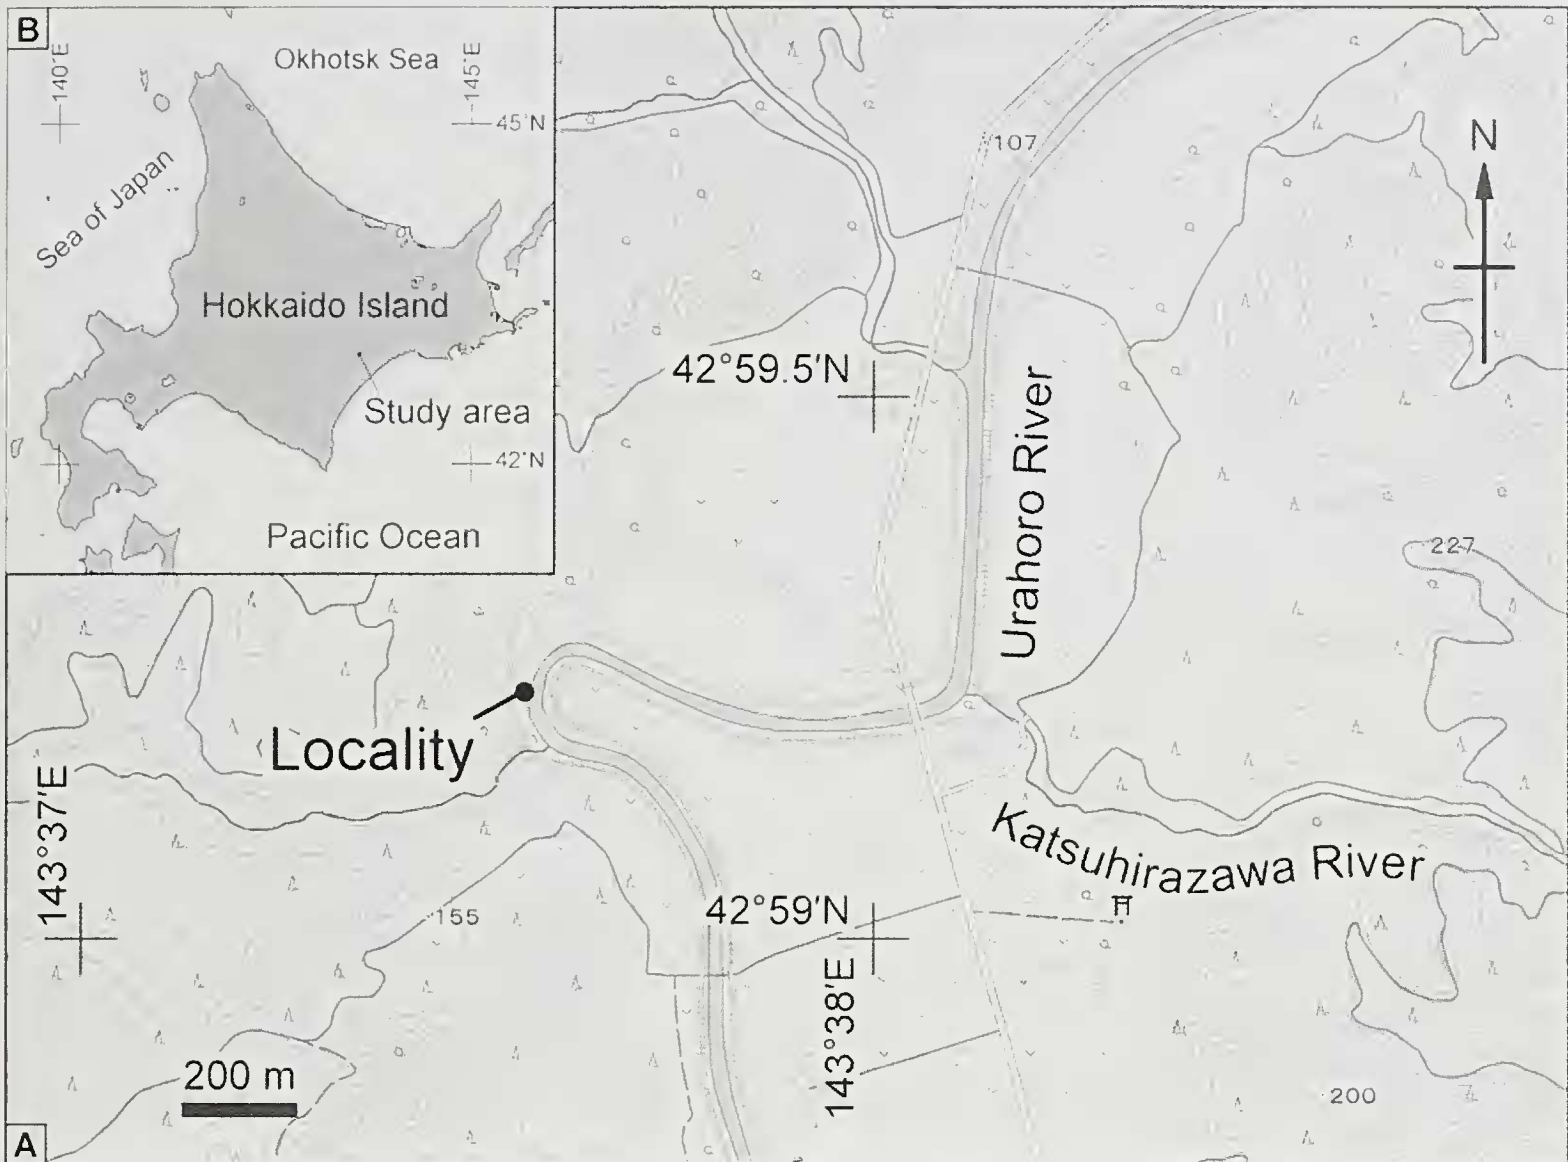 B
140°E
Okhotsk Sea
145°E
45°N
Sea of Japan
Hokkaido Island
Study area
42°N
Pacific Ocean
107
N
42°59.5'N
Urahoro River
227
Locality
143°37'E
Katsuhirazawa River
155
42°59'N
143°38'E
200 m
200
A